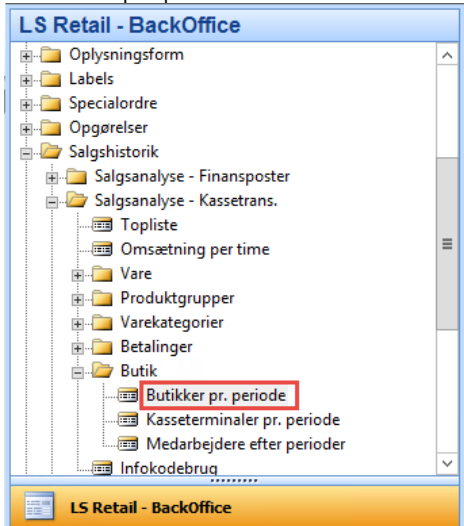 LS Retail - BackOffice
Oplysningsform
Labels
Specialordre
Opgørelser
Salgshistorik
Salgsanalyse - Finansposter
Salgsanalyse - Kassetrans.
Topliste
Omsætning per time
Vare
Produktgrupper
Varekategorier
Betalinger
Butik
Butikker pr. periode
Kasseterminaler pr. periode
Medarbejdere efter perioder
Infokodebrug
LS Retail - BackOffice